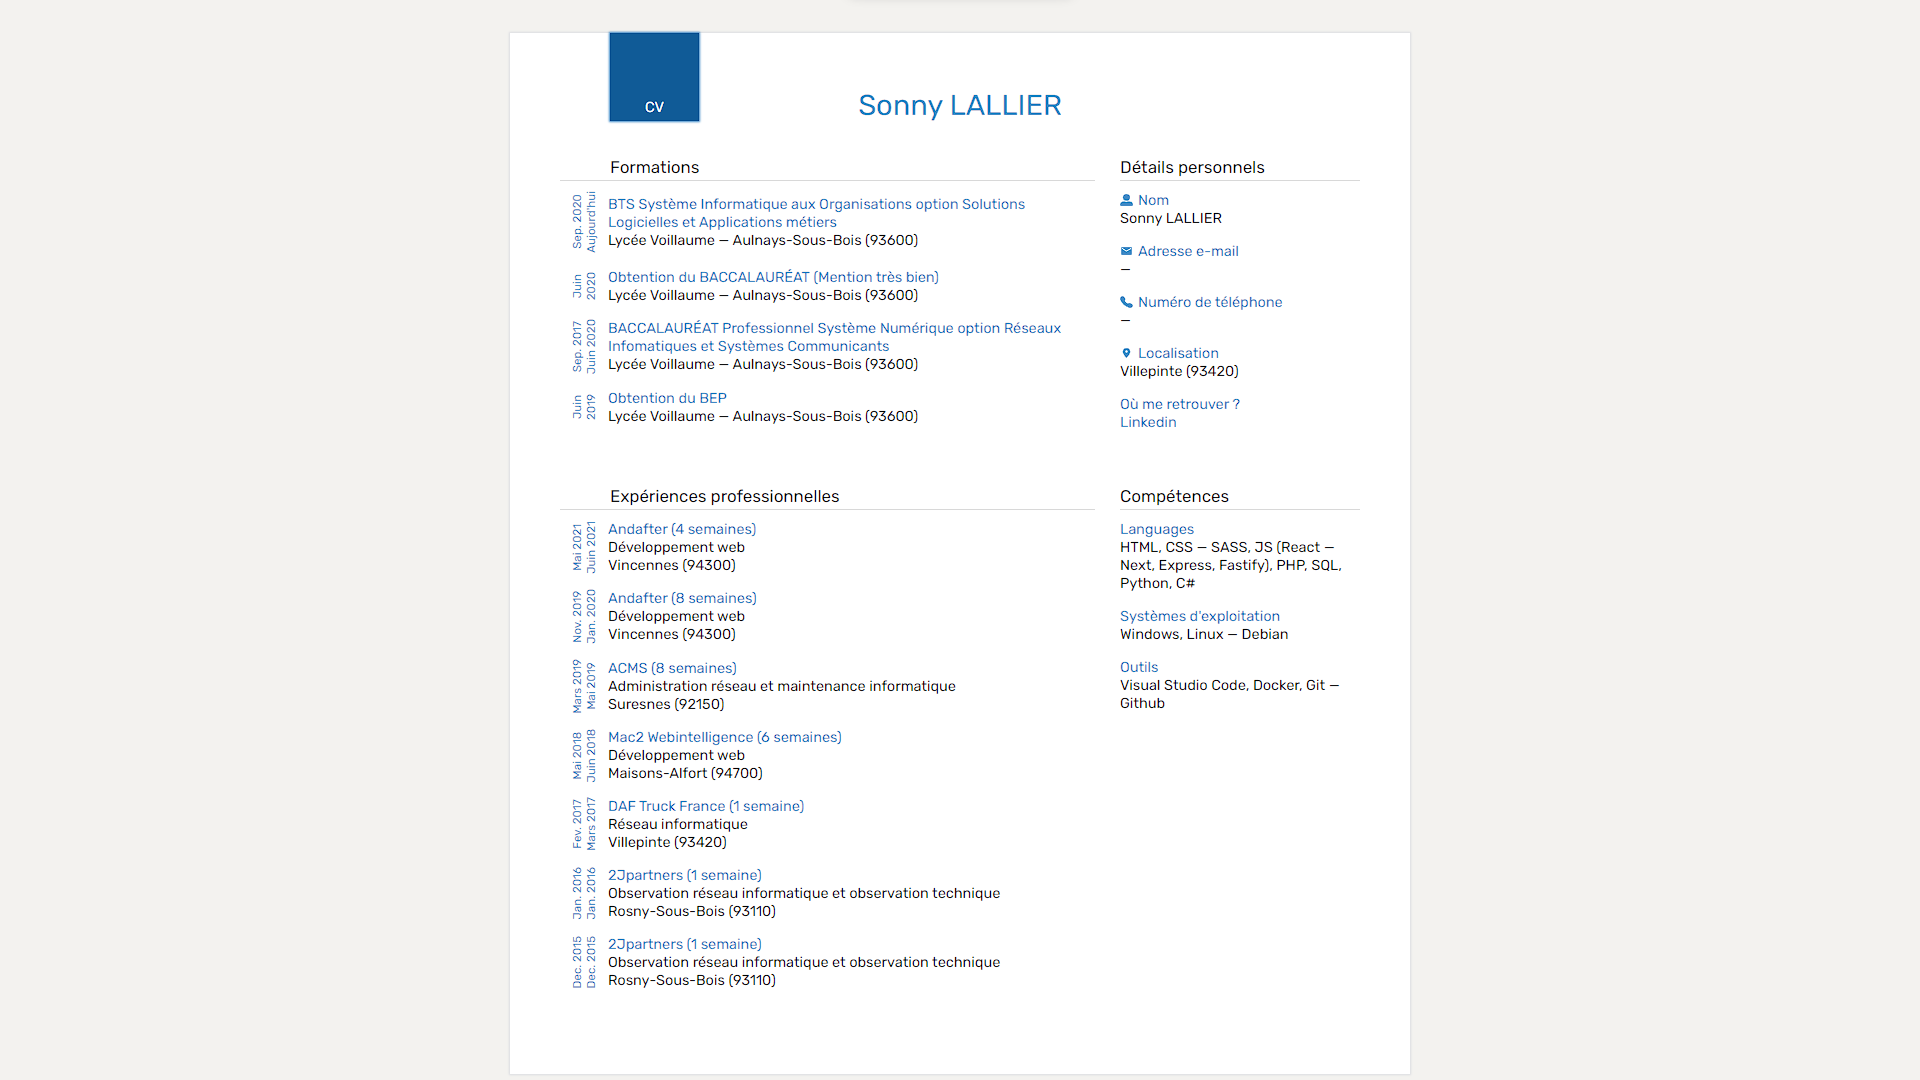 CV
Sonny LALLIER
Formations
Sep. 2020
Aujourd'hui
BTS Système Informatique aux Organisations option Solutions
Logicielles et Applications métiers
Lycée Voillaume — Aulnays-Sous-Bois (93600)
Juin
2020
Obtention du BACCALAURÉAT (Mention très bien)
Lycée Voillaume — Aulnays-Sous-Bois (93600)
Sep. 2017
Juin 2020
BACCALAURÉAT Professionnel Système Numérique option Réseaux
Infomatiques et Systèmes Communicants
Lycée Voillaume — Aulnays-Sous-Bois (93600)
Juin
2019
Obtention du BEP
Lycée Voillaume — Aulnays-Sous-Bois (93600)
Détails personnels
Nom
Sonny LALLIER
Adresse e-mail
—
Numéro de téléphone
—
Localisation
Villepinte (93420)
Où me retrouver ?
Linkedin
Expériences professionnelles
Mai 2021
Juin 2021
Andafter (4 semaines)
Développement web
Vincennes (94300)
Nov. 2019
Jan. 2020
Andafter (8 semaines)
Développement web
Vincennes (94300)
Mars 2019
Mai 2019
ACMS (8 semaines)
Administration réseau et maintenance informatique
Suresnes (92150)
Mai 2018
Juin 2018
Mac2 Webintelligence (6 semaines)
Développement web
Maisons-Alfort (94700)
Fev. 2017
Mars 2017
DAF Truck France (1 semaine)
Réseau informatique
Villepinte (93420)
Jan. 2016
Jan. 2016
2Jpartners (1 semaine)
Observation réseau informatique et observation technique
Rosny-Sous-Bois (93110)
Dec. 2015
Dec. 2015
2Jpartners (1 semaine)
Observation réseau informatique et observation technique
Rosny-Sous-Bois (93110)
Compétences
Languages
HTML, CSS — SASS, JS (React —
Next, Express, Fastify), PHP, SQL,
Python, C#
Systèmes d'exploitation
Windows, Linux — Debian
Outils
Visual Studio Code, Docker, Git —
Github